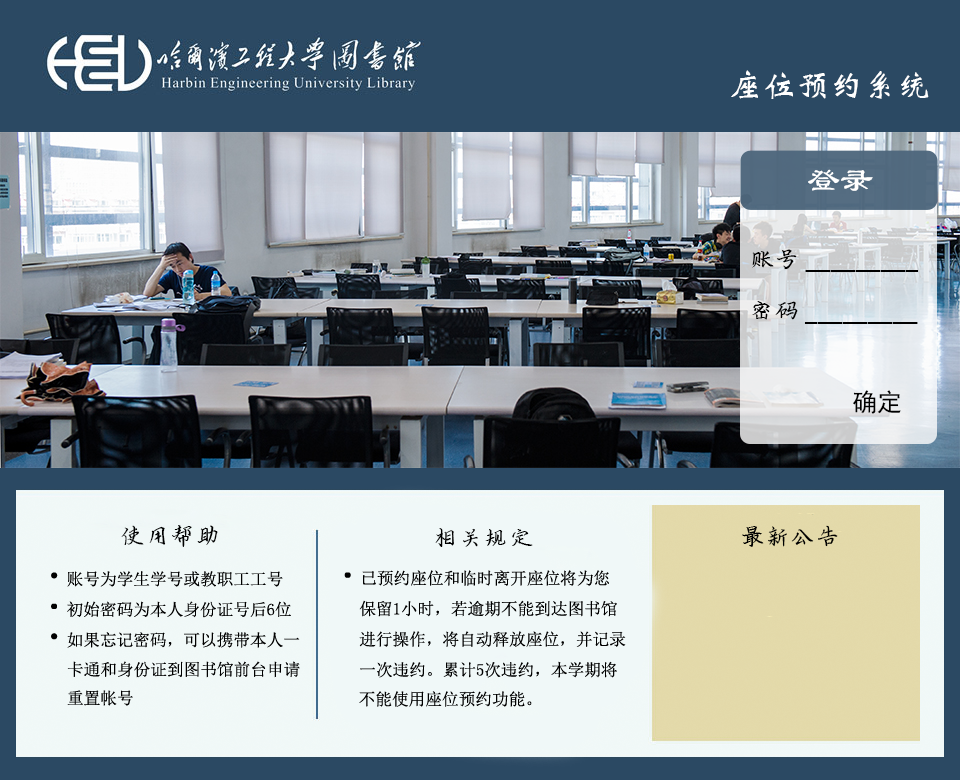 哈爾濱工程大學圖書館
Harbin Engineering University Library
座位预约系统
登录
账号
密码
确定
使用帮助
账号为学生学号或教职工工号
初始密码为本人身份证号后6位
如果忘记密码，可以携带本人一
卡通和身份证到图书馆前台申请
重置帐号
相关规定
已预约座位和临时离开座位将为您
保留1小时，若逾期不能到达图书馆
进行操作，将自动释放座位，并记录
一次违约。累计5次违约，本学期将
不能使用座位预约功能。
最新公告